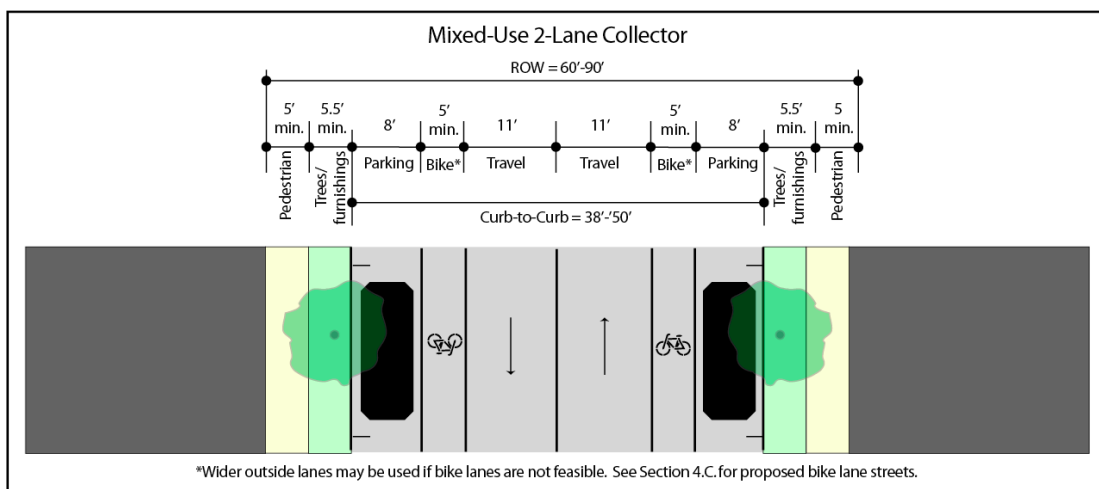 Mixed-Use 2-Lane Collector
ROW = 60’-90’
5’ 5.5’ 8’ 5’ 11’ 11’ 5’ 8’ 5.5’ 5
min. min. min. min. min. min.
Pedestrian
Trees/
furnishings
Parking Bike* Travel Travel Bike* Parking
Trees/
furnishings
Pedestrian
Curb-to-Curb = 38’-’50’
*Wider outside lanes may be used if bike lanes are not feasible. See Section 4.C. for proposed bike lane streets.